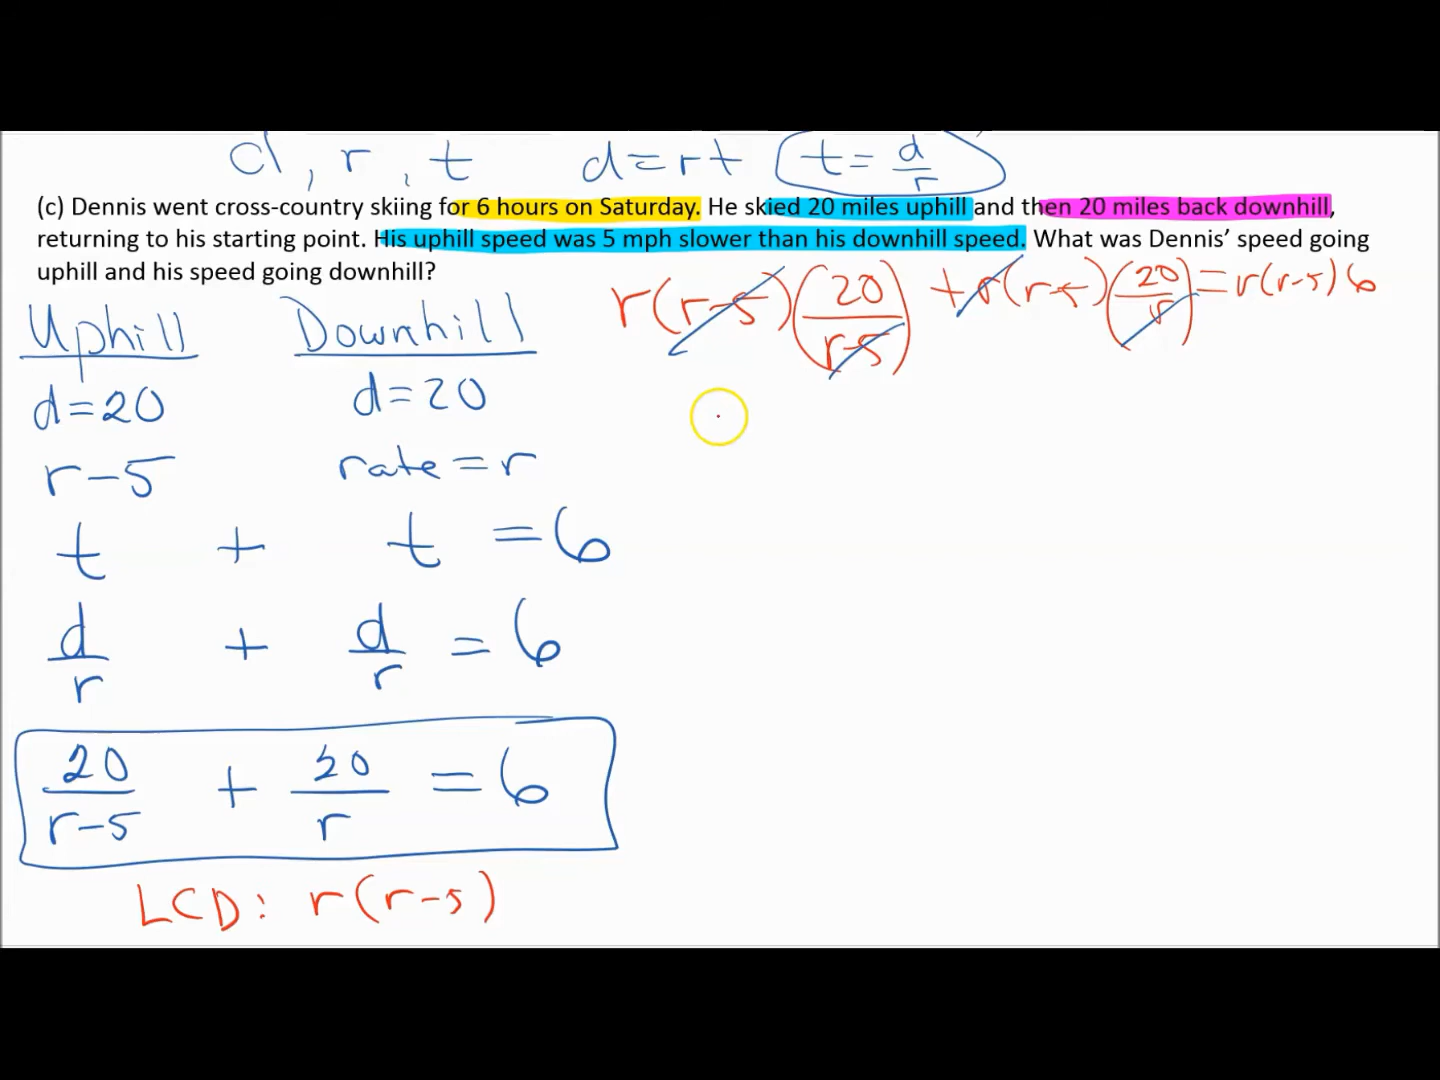 d, r, t d=rt t= d/r
(c) Dennis went cross-country skiing for 6 hours on Saturday. He skied 20 miles uphill and then 20 miles back downhill,
returning to his starting point. His uphill speed was 5 mph slower than his downhill speed. What was Dennis’ speed going
uphill and his speed going downhill?
r(r-5)(20/(r-5)) + r(r-5)(20/r) = r(r-5)6
Uphill Downhill
d=20 d=20
r-5 rate=r
t + t =6
d/r + d/r = 6
20/(r-5) + 20/r = 6
LCD: r(r-5)